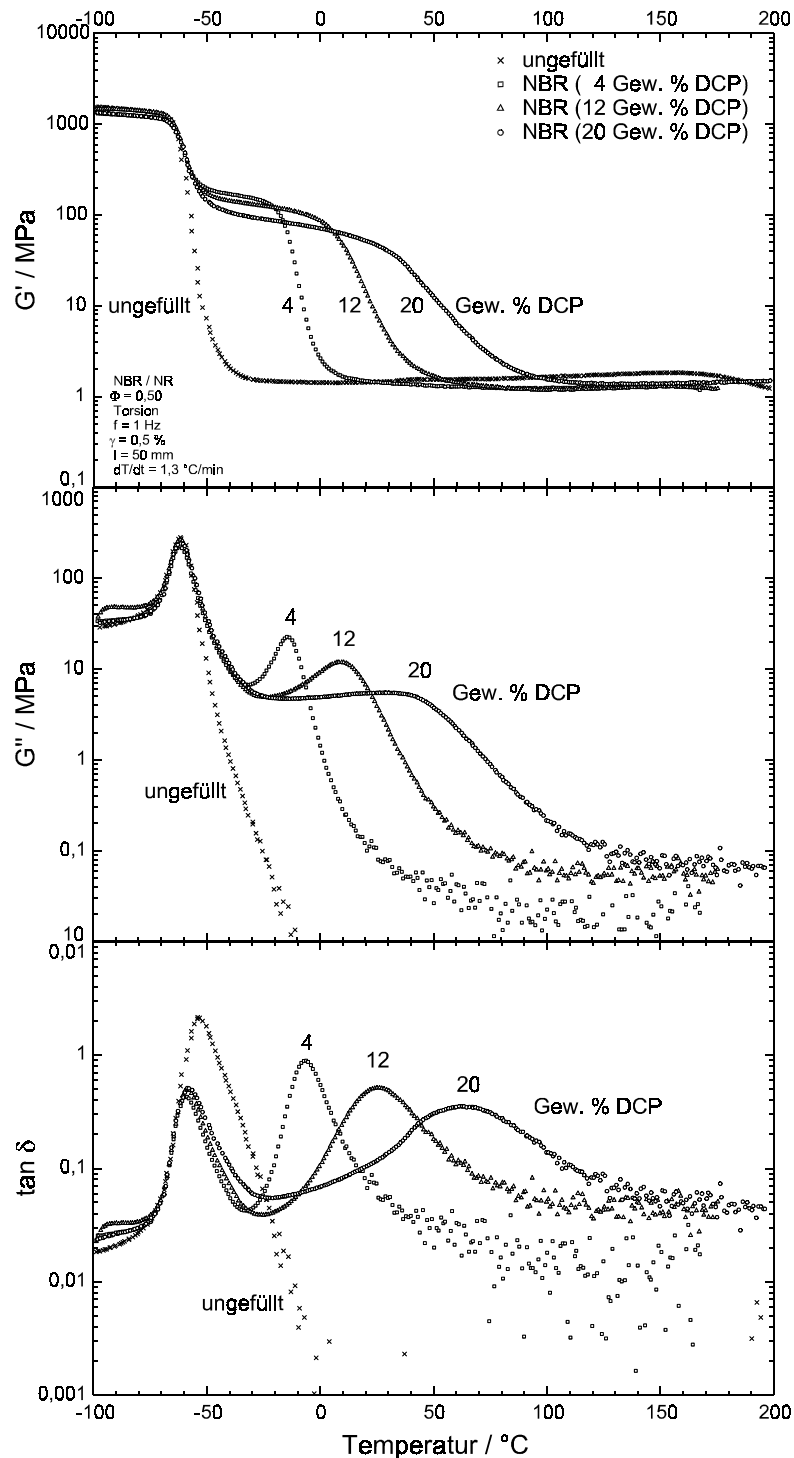 -100 -50 0 50 100 150 200
1000
ungefüllt
NBR ( 4 Gew. % DCP)
NBR (12 Gew. % DCP)
NBR (20 Gew. % DCP)
1000
100
G' / MPa
ungefüllt 4 12 20 Gew. % DCP
10
1
NBR / NR
Φ = 0,50
Torsion
f = 1 Hz
γ = 0,5 %
l = 50 mm
dT/dt = 1,3 °C/min
0,1
1000
100
4
12
20
10
Gew. % DCP
G'' / MPa
1
ungefüllt
0,1
10
0,01
4
1
12
20
Gew. % DCP
tan δ
0,1
0,01
ungefüllt
0,001
-100 -50 0 50 100 150 200
Temperatur / °C